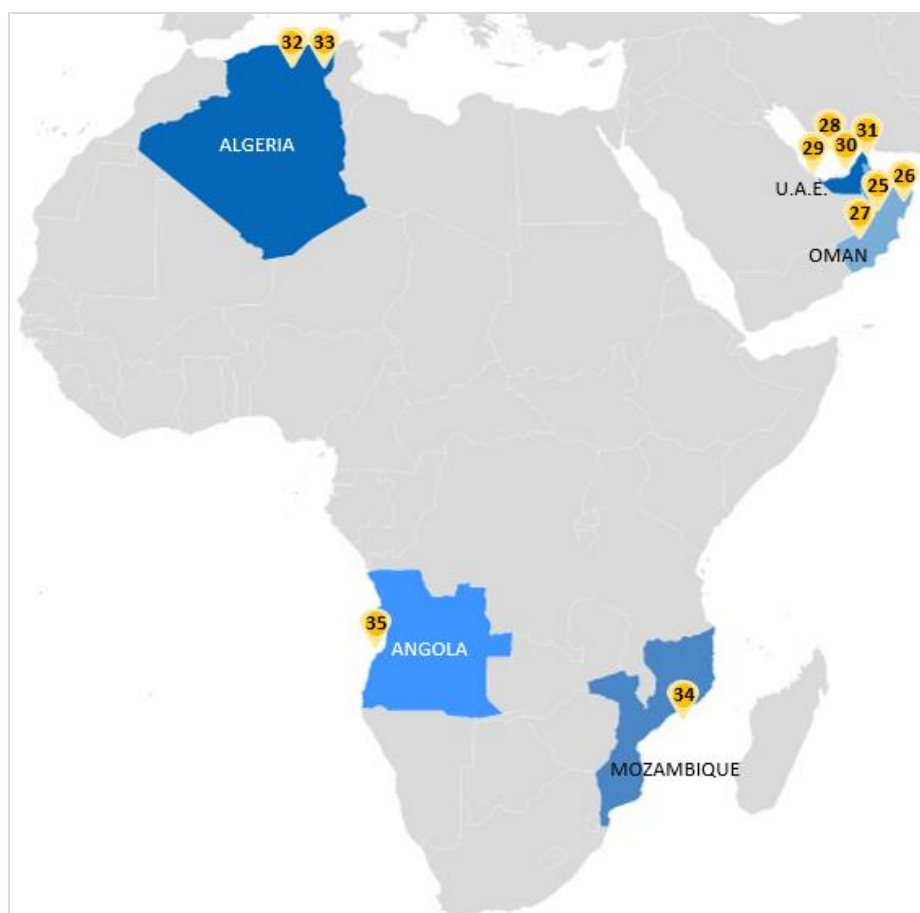 32 33
ALGERIA
28 31
29 30
U.A.E. 25 26
27
OMAN
35
ANGOLA
34
MOZAMBIQUE